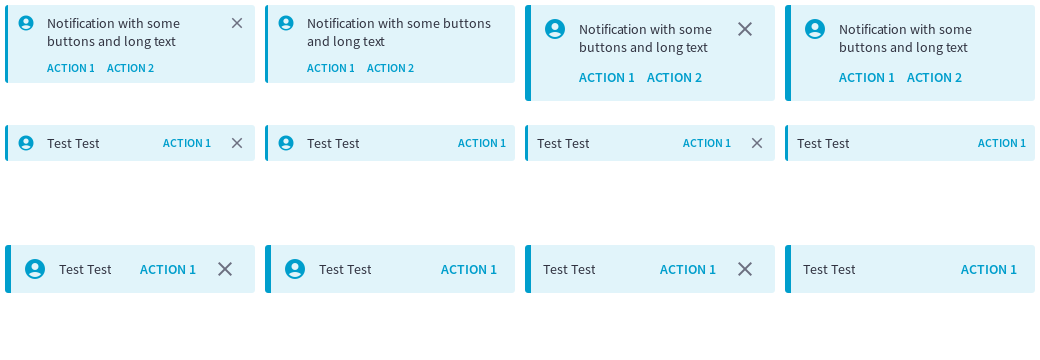 Notification with some
buttons and long text
ACTION 1 ACTION 2
Notification with some buttons
and long text
ACTION 1 ACTION 2
Notification with some
buttons and long text
ACTION 1 ACTION 2
Notification with some
buttons and long text
ACTION 1 ACTION 2
Test Test ACTION 1
Test Test ACTION 1
Test Test ACTION 1
Test Test ACTION 1
Test Test ACTION 1
Test Test ACTION 1
Test Test ACTION 1
Test Test ACTION 1